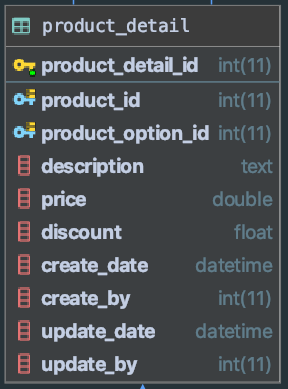 product_detail
product_detail_id int(11)
product_id int(11)
product_option_id int(11)
description text
price double
discount float
create_date datetime
create_by int(11)
update_date datetime
update_by int(11)